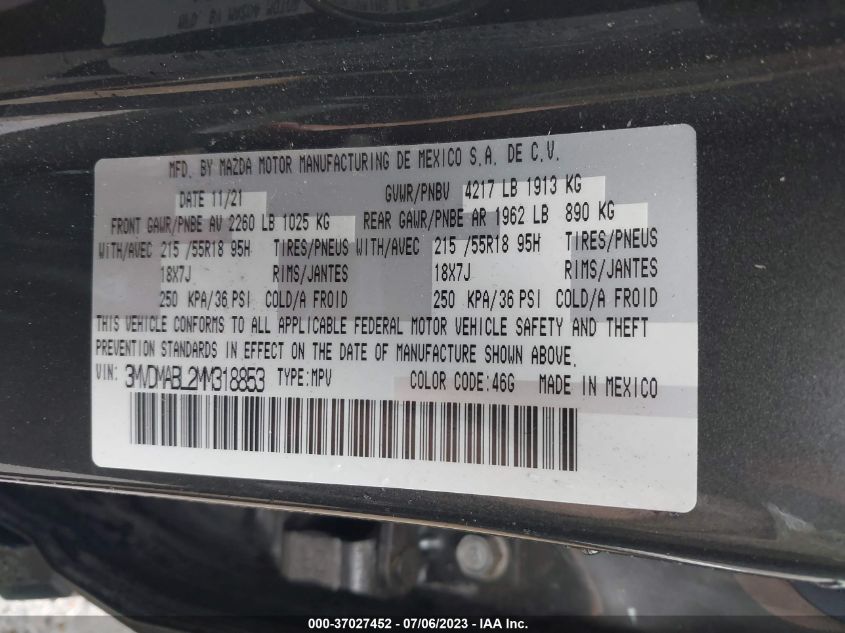 MFD. BY MAZDA MOTOR MANUFACTURING DE MEXICO S.A. DE C.V.
DATE 11/21 GVWR/PNBV 4217 LB 1913 KG
FRONT GAWR/PNBE AV 2260 LB 1025 KG REAR GAWR/PNBE AR 1962 LB 890 KG
WITH/AVEC 215 /55R18 95H TIRES/PNEUS WITH/AVEC 215 /55R18 95H TIRES/PNEUS
18X7J RIMS/JANTES 18X7J RIMS/JANTES
250 KPA/36 PSI COLD/A FROID 250 KPA/36 PSI COLD/A FROID
THIS VEHICLE CONFORMS TO ALL APPLICABLE FEDERAL MOTOR VEHICLE SAFETY AND THEFT
PREVENTION STANDARDS IN EFFECT ON THE DATE OF MANUFACTURE SHOWN ABOVE.
VIN: 3MVDMABL2MM318853 TYPE:MPV COLOR CODE:46G MADE IN MEXICO
000-37027452 - 07/06/2023 - IAA Inc.